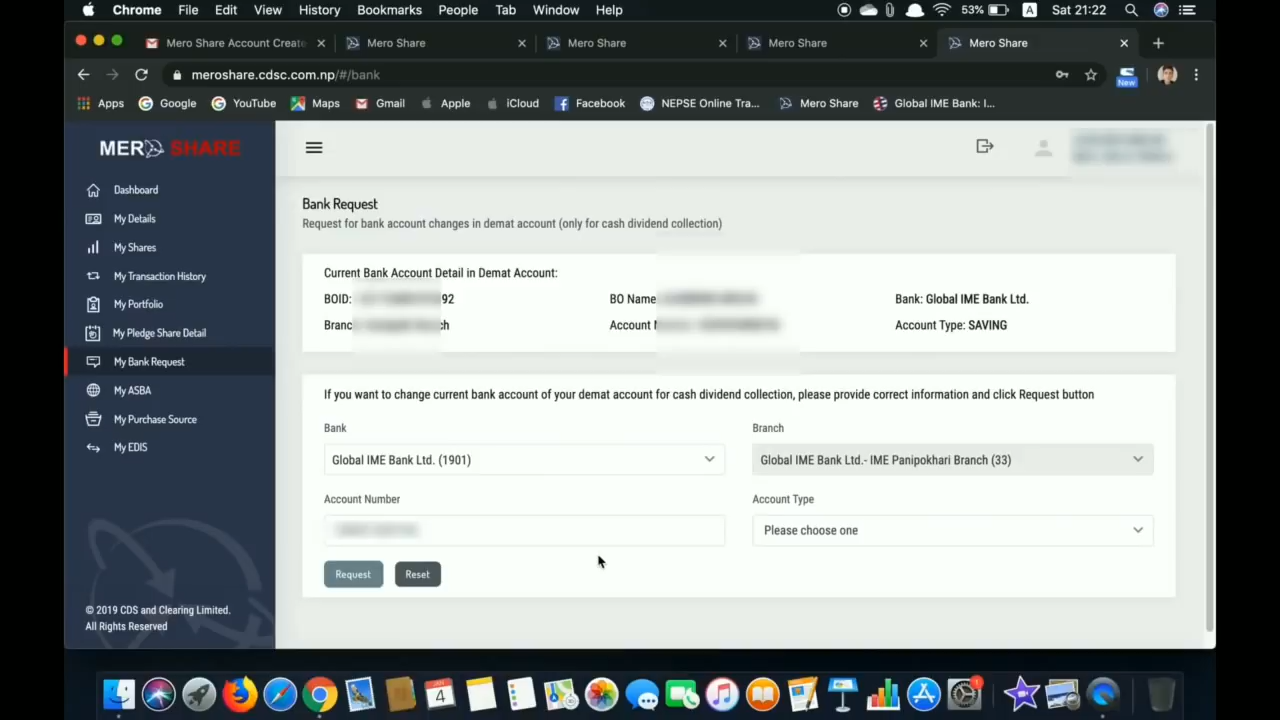 Chrome File Edit View History Bookmarks People Tab Window Help 53% A Sat 21:22
Mero Share Account Create Mero Share Mero Share Mero Share Mero Share
meroshare.cdsc.com.np/#/bank New
Apps Google YouTube Maps Gmail Apple iCloud Facebook NEPSE Online Tra... Mero Share Global IME Bank: I...
MERO SHARE
Dashboard
My Details
My Shares
My Transaction History
My Portfolio
My Pledge Share Detail
My Bank Request
My ASBA
My Purchase Source
My EDIS
© 2019 CDS and Clearing Limited.
All Rights Reserved
Bank Request
Request for bank account changes in demat account (only for cash dividend collection)
Current Bank Account Detail in Demat Account:
BOID: 92 BO Name Bank: Global IME Bank Ltd.
Account Account Type: SAVING
If you want to change current bank account of your demat account for cash dividend collection, please provide correct information and click Request button
Bank Branch
Global IME Bank Ltd. (1901) Global IME Bank Ltd.- IME Panipokhari Branch (33)
Account Number Account Type
Please choose one
Request Reset
JAN
4
1